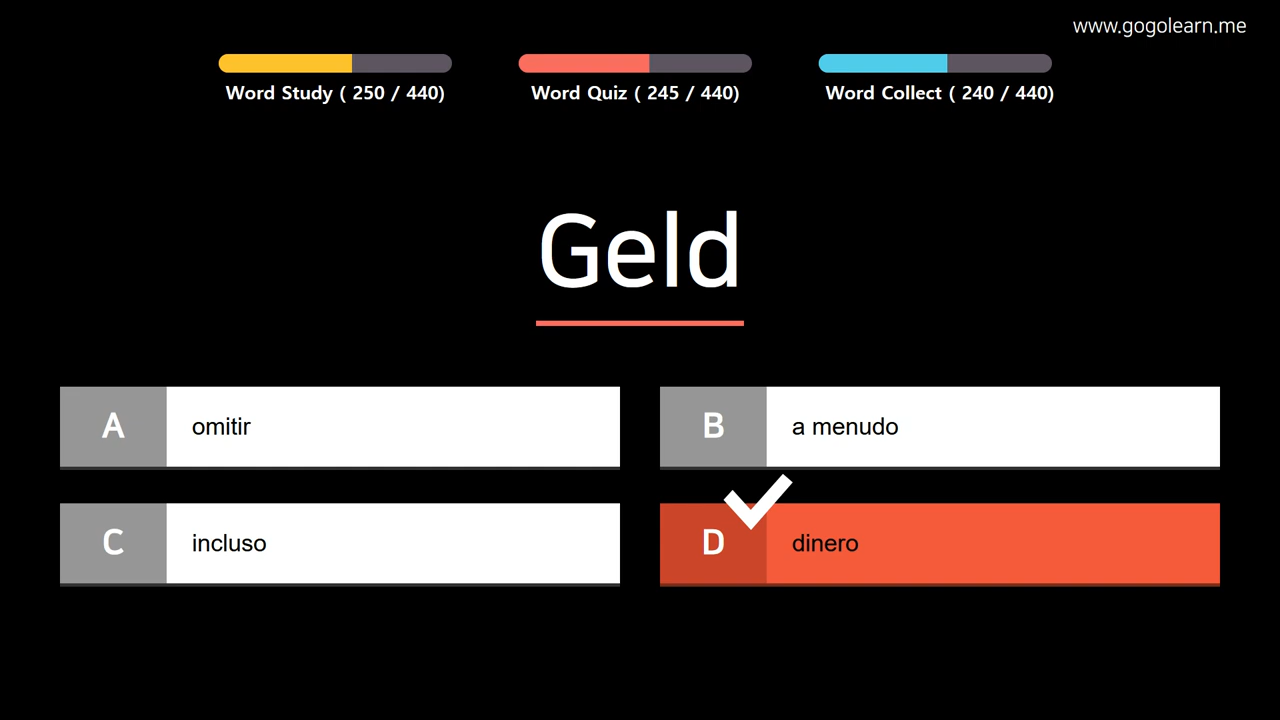 www.gogolearn.me
Word Study ( 250 / 440)
Word Quiz ( 245 / 440)
Word Collect ( 240 / 440)
Geld
A omitir
B a menudo
C incluso
D dinero